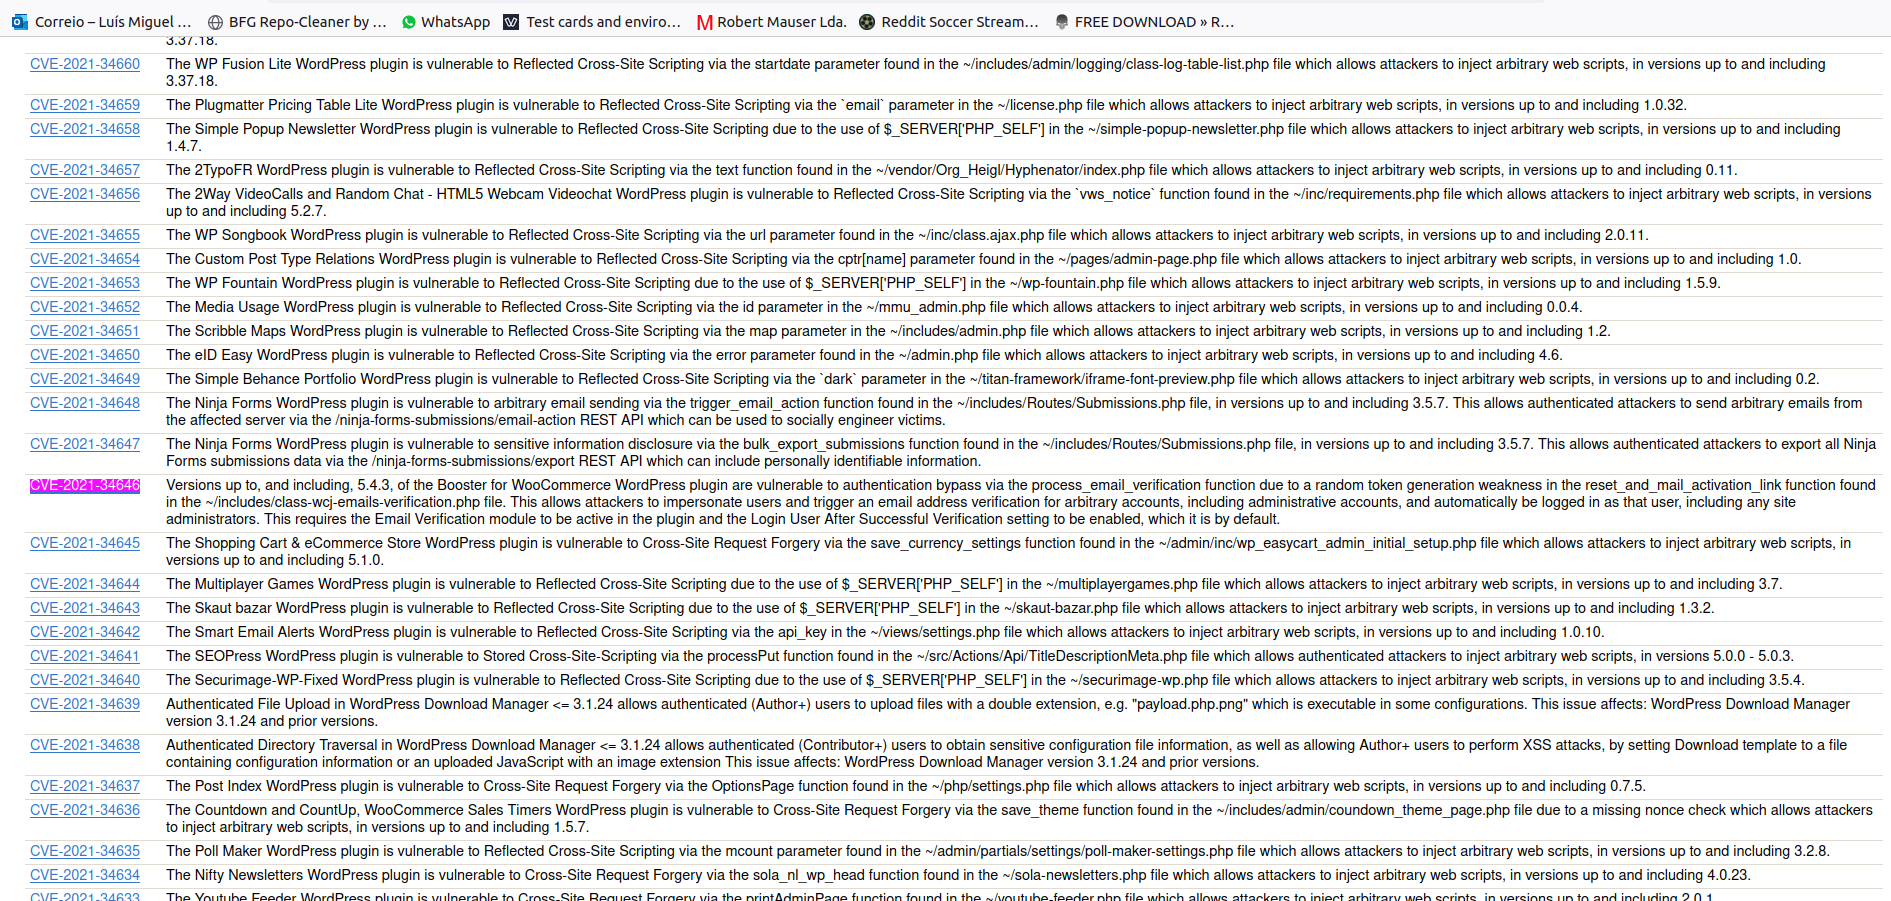 Correio – Luís Miguel ... BFG Repo-Cleaner by ... WhatsApp Test cards and enviro... Robert Mauser Lda. Reddit Soccer Stream... FREE DOWNLOAD » R...
3.37.18.
CVE-2021-34660 The WP Fusion Lite WordPress plugin is vulnerable to Reflected Cross-Site Scripting via the startdate parameter found in the ~/includes/admin/logging/class-log-table-list.php file which allows attackers to inject arbitrary web scripts, in versions up to and including
3.37.18.
CVE-2021-34659 The Plugmatter Pricing Table Lite WordPress plugin is vulnerable to Reflected Cross-Site Scripting via the `email` parameter in the ~/license.php file which allows attackers to inject arbitrary web scripts, in versions up to and including 1.0.32.
CVE-2021-34658 The Simple Popup Newsletter WordPress plugin is vulnerable to Reflected Cross-Site Scripting due to the use of $_SERVER['PHP_SELF'] in the ~/simple-popup-newsletter.php file which allows attackers to inject arbitrary web scripts, in versions up to and including
1.4.7.
CVE-2021-34657 The 2TypoFR WordPress plugin is vulnerable to Reflected Cross-Site Scripting via the text function found in the ~/vendor/Org_Heigl/Hyphenator/index.php file which allows attackers to inject arbitrary web scripts, in versions up to and including 0.11.
CVE-2021-34656 The 2Way VideoCalls and Random Chat - HTML5 Webcam Videochat WordPress plugin is vulnerable to Reflected Cross-Site Scripting via the `vws_notice` function found in the ~/inc/requirements.php file which allows attackers to inject arbitrary web scripts, in versions
up to and including 5.2.7.
CVE-2021-34655 The WP Songbook WordPress plugin is vulnerable to Reflected Cross-Site Scripting via the url parameter found in the ~/inc/class.ajax.php file which allows attackers to inject arbitrary web scripts, in versions up to and including 2.0.11.
CVE-2021-34654 The Custom Post Type Relations WordPress plugin is vulnerable to Reflected Cross-Site Scripting via the cptr[name] parameter found in the ~/pages/admin-page.php file which allows attackers to inject arbitrary web scripts, in versions up to and including 1.0.
CVE-2021-34653 The WP Fountain WordPress plugin is vulnerable to Reflected Cross-Site Scripting due to the use of $_SERVER['PHP_SELF'] in the ~/wp-fountain.php file which allows attackers to inject arbitrary web scripts, in versions up to and including 1.5.9.
CVE-2021-34652 The Media Usage WordPress plugin is vulnerable to Reflected Cross-Site Scripting via the id parameter in the ~/mmu_admin.php file which allows attackers to inject arbitrary web scripts, in versions up to and including 0.0.4.
CVE-2021-34651 The Scribble Maps WordPress plugin is vulnerable to Reflected Cross-Site Scripting via the map parameter in the ~/includes/admin.php file which allows attackers to inject arbitrary web scripts, in versions up to and including 1.2.
CVE-2021-34650 The eID Easy WordPress plugin is vulnerable to Reflected Cross-Site Scripting via the error parameter found in the ~/admin.php file which allows attackers to inject arbitrary web scripts, in versions up to and including 4.6.
CVE-2021-34649 The Simple Behance Portfolio WordPress plugin is vulnerable to Reflected Cross-Site Scripting via the `dark` parameter in the ~/titan-framework/iframe-font-preview.php file which allows attackers to inject arbitrary web scripts, in versions up to and including 0.2.
CVE-2021-34648 The Ninja Forms WordPress plugin is vulnerable to arbitrary email sending via the trigger_email_action function found in the ~/includes/Routes/Submissions.php file, in versions up to and including 3.5.7. This allows authenticated attackers to send arbitrary emails from
the affected server via the /ninja-forms-submissions/email-action REST API which can be used to socially engineer victims.
CVE-2021-34647 The Ninja Forms WordPress plugin is vulnerable to sensitive information disclosure via the bulk_export_submissions function found in the ~/includes/Routes/Submissions.php file, in versions up to and including 3.5.7. This allows authenticated attackers to export all Ninja
Forms submissions data via the /ninja-forms-submissions/export REST API which can include personally identifiable information.
CVE-2021-34646 Versions up to, and including, 5.4.3, of the Booster for WooCommerce WordPress plugin are vulnerable to authentication bypass via the process_email_verification function due to a random token generation weakness in the reset_and_mail_activation_link function found
in the ~/includes/class-wcj-emails-verification.php file. This allows attackers to impersonate users and trigger an email address verification for arbitrary accounts, including administrative accounts, and automatically be logged in as that user, including any site
administrators. This requires the Email Verification module to be active in the plugin and the Login User After Successful Verification setting to be enabled, which it is by default.
CVE-2021-34645 The Shopping Cart & eCommerce Store WordPress plugin is vulnerable to Cross-Site Request Forgery via the save_currency_settings function found in the ~/admin/inc/wp_easycart_admin_initial_setup.php file which allows attackers to inject arbitrary web scripts, in
versions up to and including 5.1.0.
CVE-2021-34644 The Multiplayer Games WordPress plugin is vulnerable to Reflected Cross-Site Scripting due to the use of $_SERVER['PHP_SELF'] in the ~/multiplayergames.php file which allows attackers to inject arbitrary web scripts, in versions up to and including 3.7.
CVE-2021-34643 The Skaut bazar WordPress plugin is vulnerable to Reflected Cross-Site Scripting due to the use of $_SERVER['PHP_SELF'] in the ~/skaut-bazar.php file which allows attackers to inject arbitrary web scripts, in versions up to and including 1.3.2.
CVE-2021-34642 The Smart Email Alerts WordPress plugin is vulnerable to Reflected Cross-Site Scripting via the api_key in the ~/views/settings.php file which allows attackers to inject arbitrary web scripts, in versions up to and including 1.0.10.
CVE-2021-34641 The SEOPress WordPress plugin is vulnerable to Stored Cross-Site-Scripting via the processPut function found in the ~/src/Actions/Api/TitleDescriptionMeta.php file which allows authenticated attackers to inject arbitrary web scripts, in versions 5.0.0 - 5.0.3.
CVE-2021-34640 The Securimage-WP-Fixed WordPress plugin is vulnerable to Reflected Cross-Site Scripting due to the use of $_SERVER['PHP_SELF'] in the ~/securimage-wp.php file which allows attackers to inject arbitrary web scripts, in versions up to and including 3.5.4.
CVE-2021-34639 Authenticated File Upload in WordPress Download Manager <= 3.1.24 allows authenticated (Author+) users to upload files with a double extension, e.g. "payload.php.png" which is executable in some configurations. This issue affects: WordPress Download Manager
version 3.1.24 and prior versions.
CVE-2021-34638 Authenticated Directory Traversal in WordPress Download Manager <= 3.1.24 allows authenticated (Contributor+) users to obtain sensitive configuration file information, as well as allowing Author+ users to perform XSS attacks, by setting Download template to a file
containing configuration information or an uploaded JavaScript with an image extension This issue affects: WordPress Download Manager version 3.1.24 and prior versions.
CVE-2021-34637 The Post Index WordPress plugin is vulnerable to Cross-Site Request Forgery via the OptionsPage function found in the ~/php/settings.php file which allows attackers to inject arbitrary web scripts, in versions up to and including 0.7.5.
CVE-2021-34636 The Countdown and CountUp, WooCommerce Sales Timers WordPress plugin is vulnerable to Cross-Site Request Forgery via the save_theme function found in the ~/includes/admin/coundown_theme_page.php file due to a missing nonce check which allows attackers
to inject arbitrary web scripts, in versions up to and including 1.5.7.
CVE-2021-34635 The Poll Maker WordPress plugin is vulnerable to Reflected Cross-Site Scripting via the mcount parameter found in the ~/admin/partials/settings/poll-maker-settings.php file which allows attackers to inject arbitrary web scripts, in versions up to and including 3.2.8.
CVE-2021-34634 The Nifty Newsletters WordPress plugin is vulnerable to Cross-Site Request Forgery via the sola_nl_wp_head function found in the ~/sola-newsletters.php file which allows attackers to inject arbitrary web scripts, in versions up to and including 4.0.23.
CVE-2021-34633 The Youtube Feeder WordPress plugin is vulnerable to Cross-Site Request Forgery via the printAdminPage function found in the ~/youtube-feeder.php file which allows attackers to inject arbitrary web scripts, in versions up to and including 2.0.1.